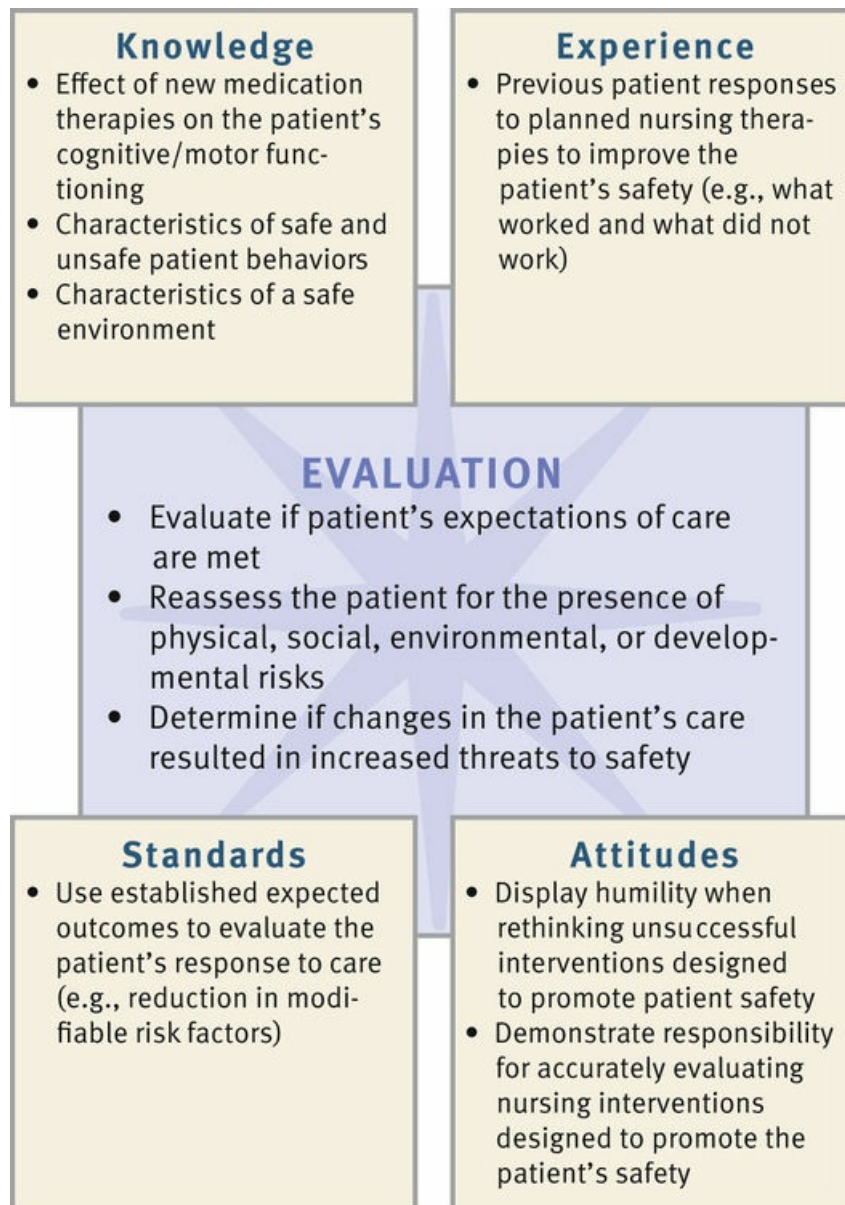 Knowledge
• Effect of new medication
therapies on the patient's
cognitive/motor func-
tioning
• Characteristics of safe and
unsafe patient behaviors
• Characteristics of a safe
environment
Experience
• Previous patient responses
to planned nursing thera-
pies to improve the
patient's safety (e.g., what
worked and what did not
work)
EVALUATION
• Evaluate if patient's expectations of care
are met
• Reassess the patient for the presence of
physical, social, environmental, or develop-
mental risks
• Determine if changes in the patient's care
resulted in increased threats to safety
Standards
• Use established expected
outcomes to evaluate the
patient's response to care
(e.g., reduction in modi-
fiable risk factors)
Attitudes
• Display humility when
rethinking unsuccessful
interventions designed
to promote patient safety
• Demonstrate responsibility
for accurately evaluating
nursing interventions
designed to promote the
patient's safety